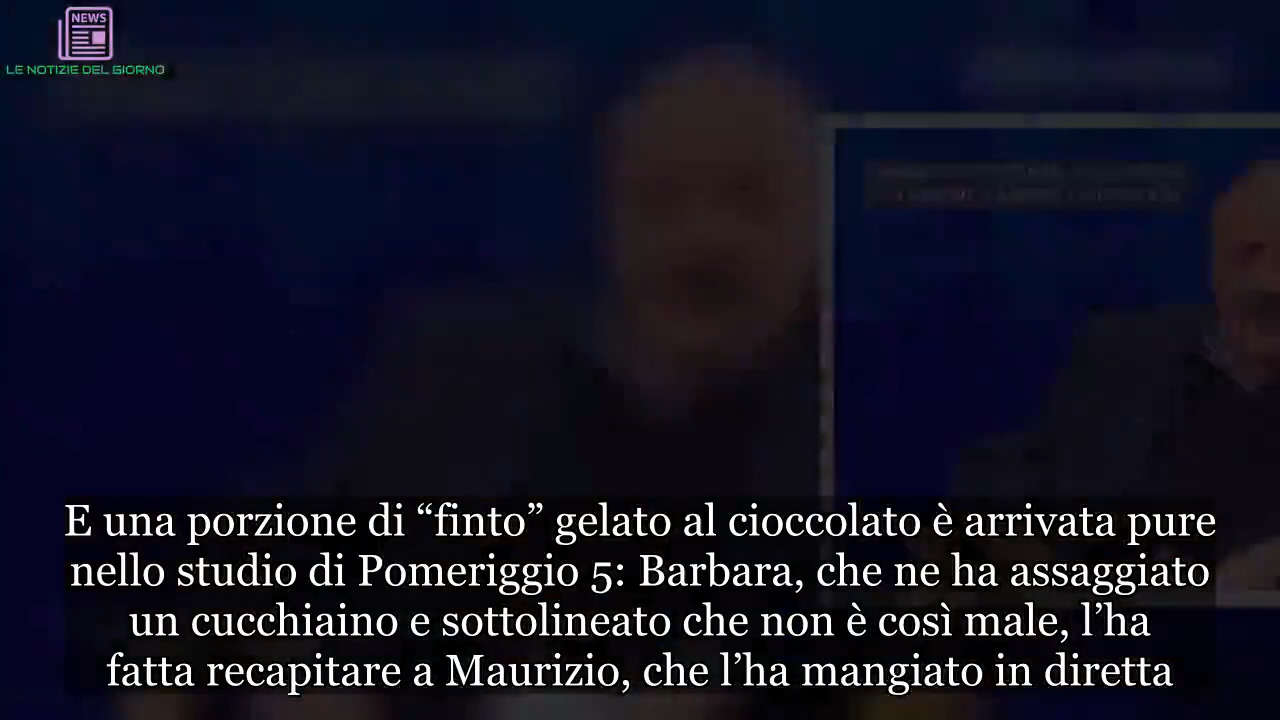 NEWS
LE NOTIZIE DEL GIORNO
E una porzione di “finto” gelato al cioccolato è arrivata pure
nello studio di Pomeriggio 5: Barbara, che ne ha assaggiato
un cucchiaino e sottolineato che non è così male, l’ha
fatta recapitare a Maurizio, che l’ha mangiato in diretta